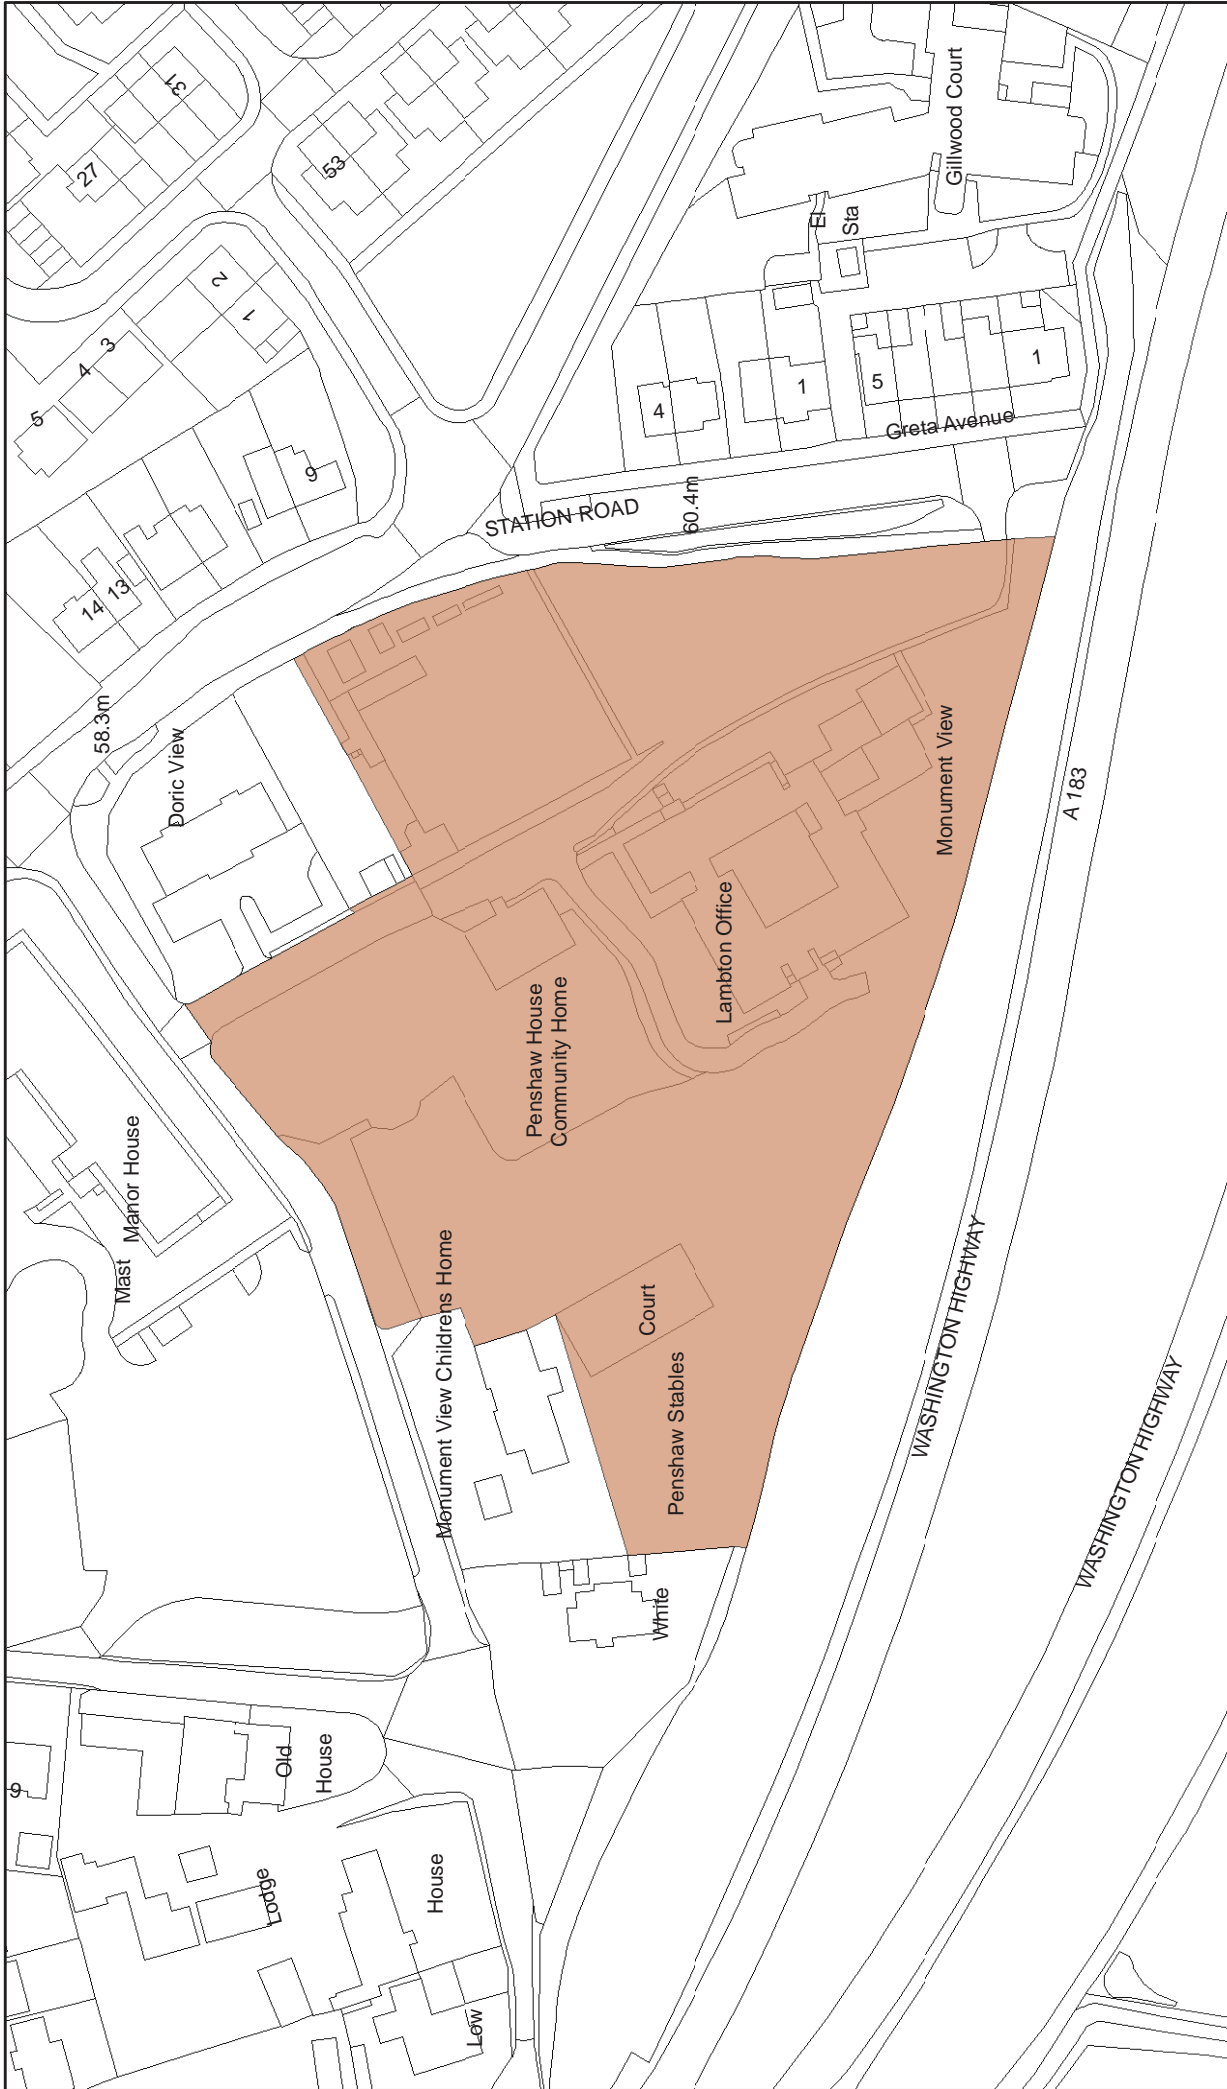 31
27
53
2
1
3
4
5
9
13
14
58.3m
Doric View
STATION ROAD
60.4m
Greta Avenue
4
1
5
1
El
Sta
Gillwood Court
Monument View
A 183
Lambton Office
Penshaw House
Community Home
Manor House
Mast
Monument View Childrens Home
Court
Penshaw Stables
White
WASHINGTON HIGHWAY
WASHINGTON HIGHWAY
Old
House
9
Lodge
House
Low